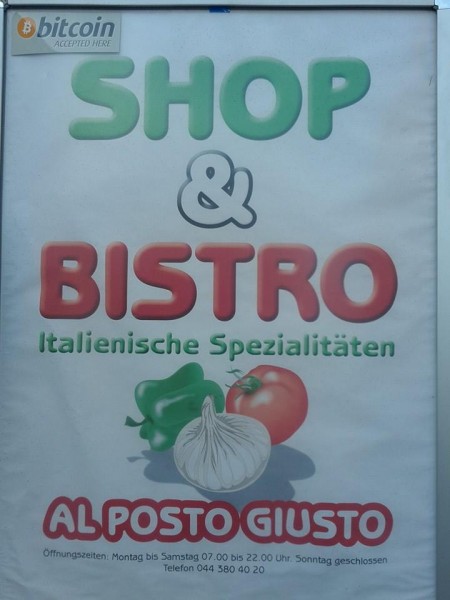 bitcoin
ACCEPTED HERE
SHOP
&
BISTRO
Italienische Spezialitäten
AL POSTO GIUSTO
Öffnungszeiten: Montag bis Samstag 07.00 bis 22.00 Uhr. Sonntag geschlossen
Telefon 044 380 40 20